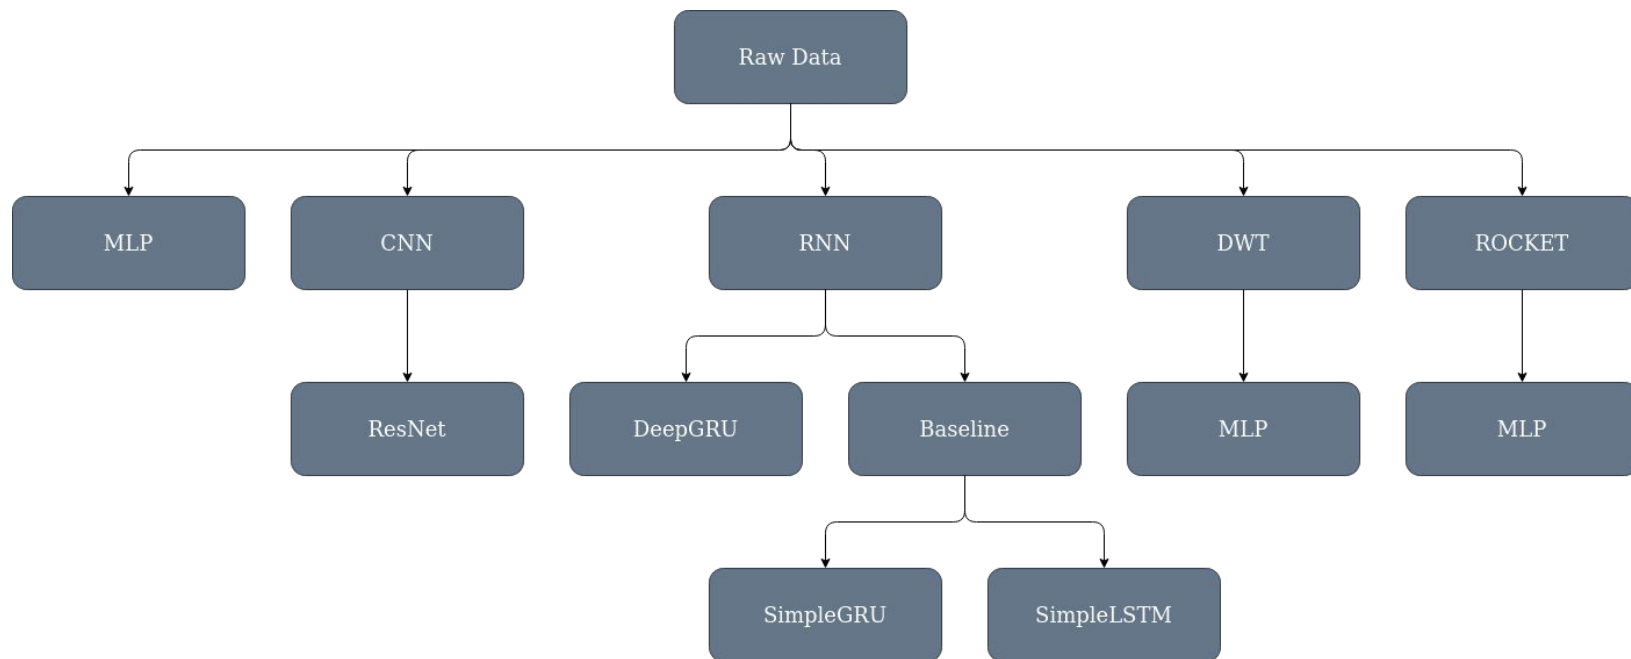 Raw Data
MLP
CNN
RNN
DWT
ROCKET
ResNet
DeepGRU
Baseline
MLP
MLP
SimpleGRU
SimpleLSTM